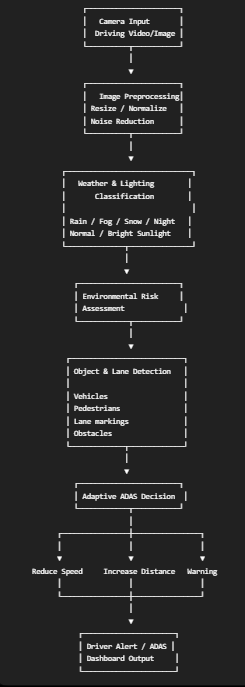 Camera Input
Driving Video/Image
Image Preprocessing
Resize / Normalize
Noise Reduction
Weather & Lighting
Classification
Rain / Fog / Snow / Night
Normal / Bright Sunlight
Environmental Risk
Assessment
Object & Lane Detection
Vehicles
Pedestrians
Lane markings
Obstacles
Adaptive ADAS Decision
Reduce Speed Increase Distance Warning
Driver Alert / ADAS
Dashboard Output